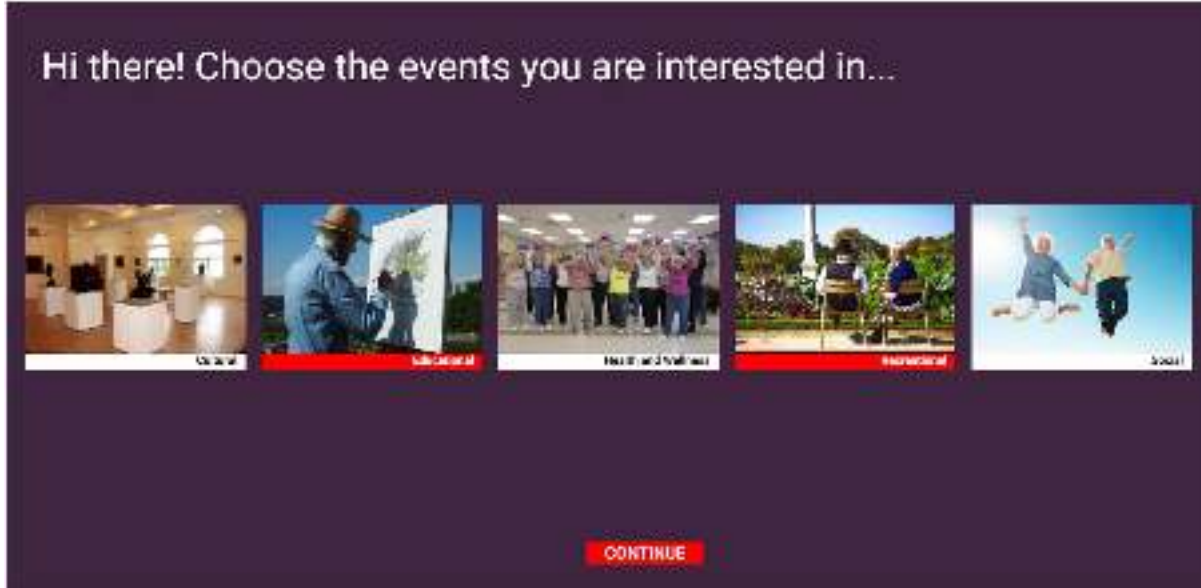 Hi there! Choose the events you are interested in...
Cultural
Educational
Health and Wellness
Recreational
Social
CONTINUE